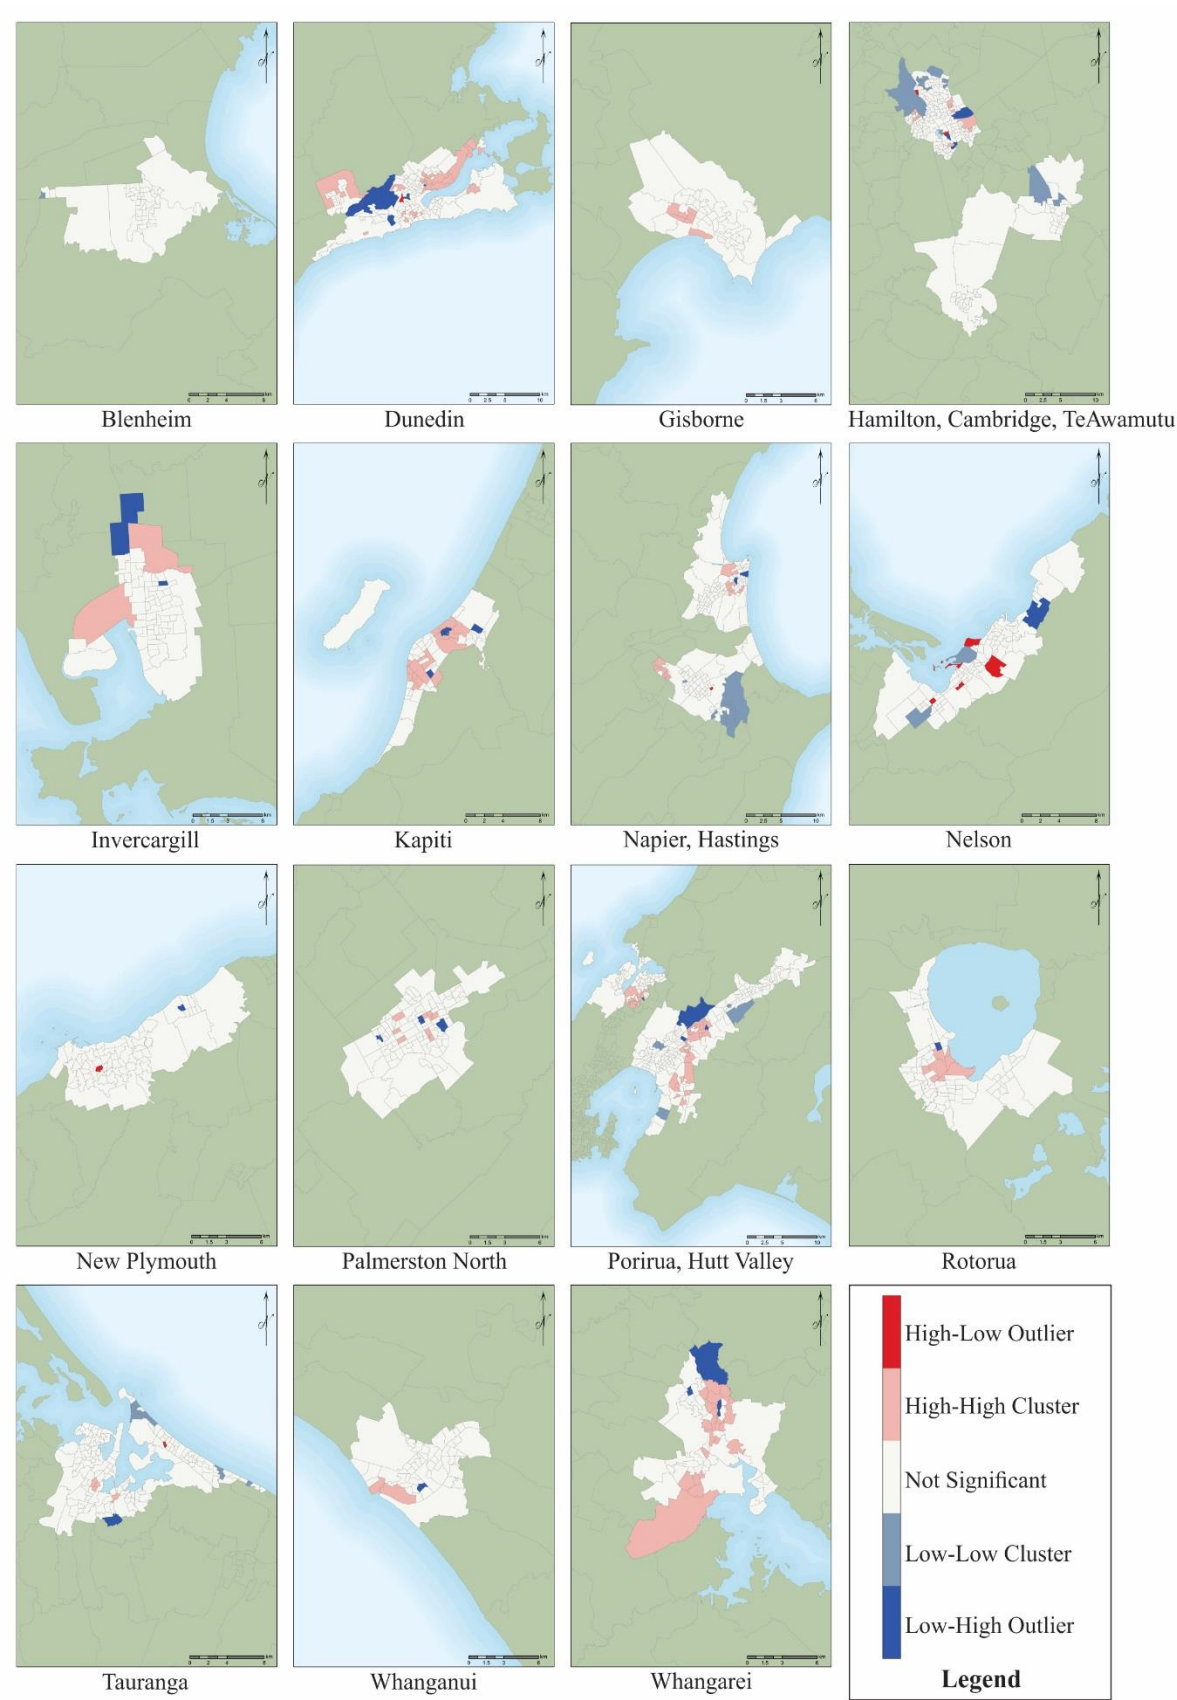 Blenheim
Dunedin
Gisborne
Hamilton, Cambridge, TeAwamutu
Invercargill
Kapiti
Napier, Hastings
Nelson
New Plymouth
Palmerston North
Porirua, Hutt Valley
Rotorua
Tauranga
Whanganui
Whangarei
High-Low Outlier
High-High Cluster
Not Significant
Low-Low Cluster
Low-High Outlier
Legend